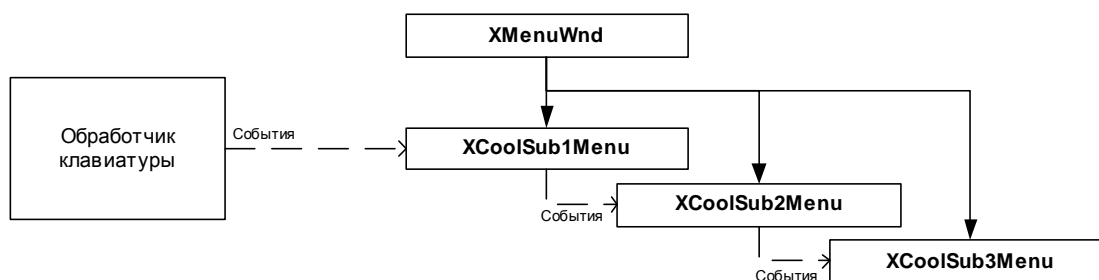 XMenuWnd
Обработчик
клавиатуры
События
XCoolSub1Menu
События
XCoolSub2Menu
События
XCoolSub3Menu